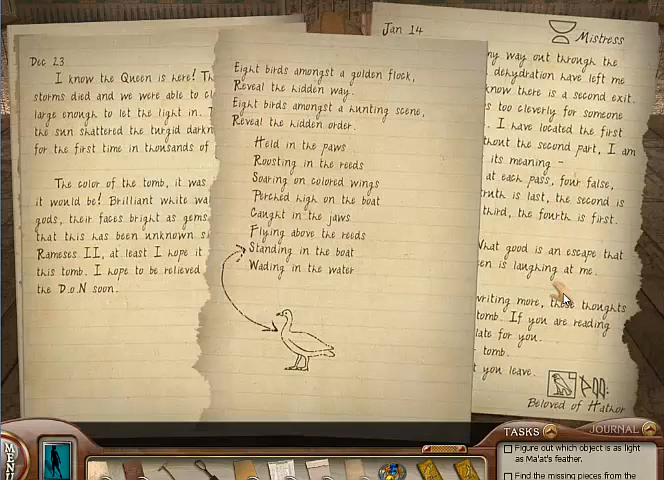 Dec 23
I know the Queen is here! Th
storms died and we were able to cl
large enough to let the light in.
the sun shattered the turgid darkn
for the first time in thousands of
The color of the tomb, it was
it would be! Brilliant white wa
gods, their faces bright as gems
that this has been unknown si
Rameses II, at least I hope it
this tomb. I hope to be relieved
the D.o.N soon.
Eight birds amongst a golden flock,
Reveal the hidden way.
Eight birds amongst a hunting scene,
Reveal the hidden order.
Held in the paws
Roosting in the reeds
Soaring on colored wings
Perched high on the boat
Caught in the jaws
Flying above the reeds
Standing in the boat
Wading in the water
Jan 14
Mistress
my way out through the
dehydration have left me
know there is a second exit.
s too cleverly for someone
. I have located the first
thout the second part, I am
its meaning -
at each pass, four false,
truth is last, the second is
third, the fourth is first.
What good is an escape that
en is laughing at me.
writing more, these thoughts
tomb. If you are reading
late for you.
tomb.
t you leave.
Beloved of Hathor
TASKS
JOURNAL
Figure out which object is as light
as Ma'at's feather.
Find the missing pieces from the
MENU